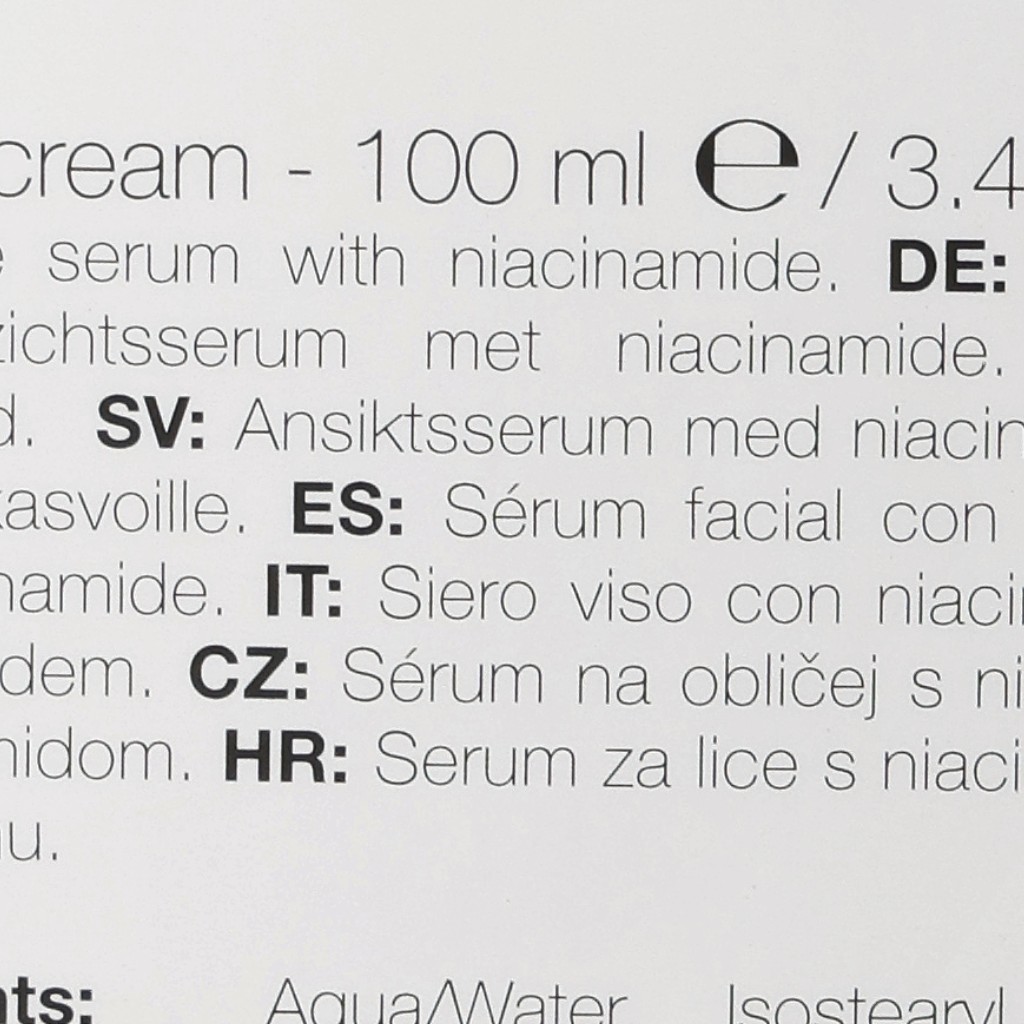 cream - 100 ml ℮ / 3.4
serum with niacinamide. DE:
zichtsserum met niacinamide.
d. SV: Ansiktsserum med niacin
kasvoille. ES: Sérum facial con
namide. IT: Siero viso con niacin
dem. CZ: Sérum na obličej s ni
midom. HR: Serum za lice s niaci
u.
nts: Aqua/Water Isostearyl